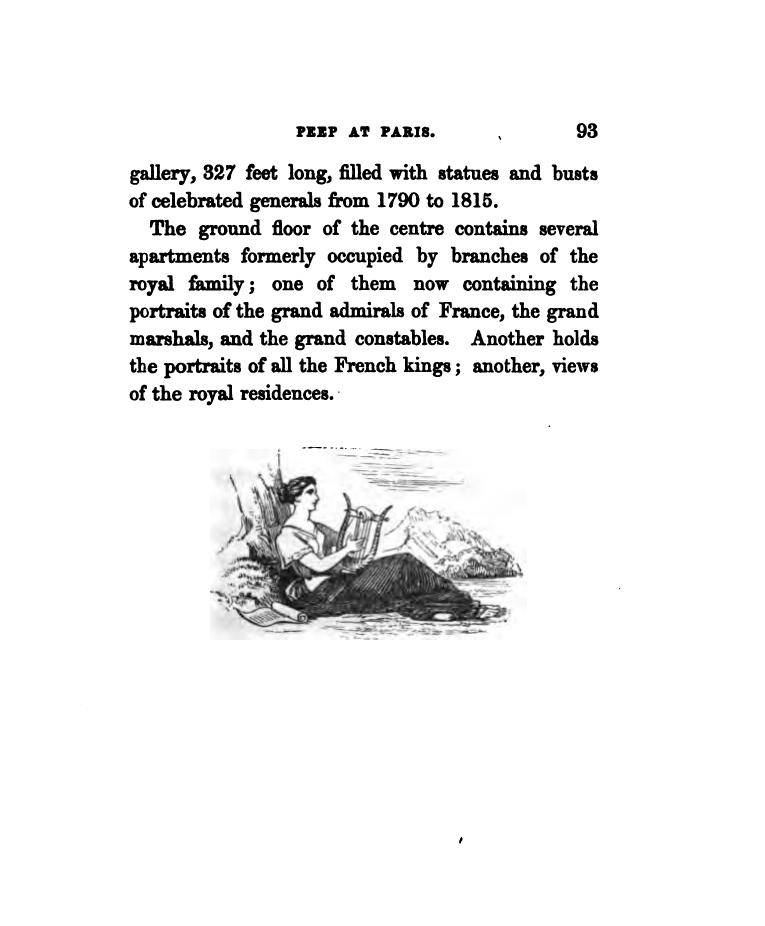 PEEP AT PARIS. 93
gallery, 327 feet long, filled with statues and busts
of celebrated generals from 1790 to 1815.
The ground floor of the centre contains several
apartments formerly occupied by branches of the
royal family; one of them now containing the
portraits of the grand admirals of France, the grand
marshals, and the grand constables. Another holds
the portraits of all the French kings; another, views
of the royal residences.